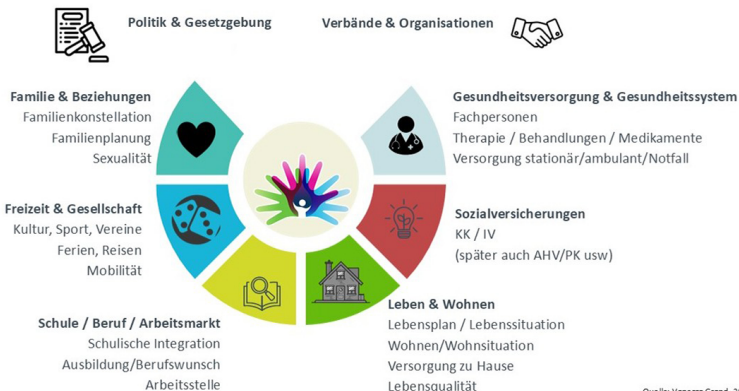 Politik & Gesetzgebung
Verbände & Organisationen
Familie & Beziehungen
Familienkonstellation
Familienplanung
Sexualität
Gesundheitsversorgung & Gesundheitssystem
Fachpersonen
Therapie / Behandlungen / Medikamente
Versorgung stationär/ambulant/Notfall
Freizeit & Gesellschaft
Kultur, Sport, Vereine
Ferien, Reisen
Mobilität
Sozialversicherungen
KK / IV
(später auch AHV/PK usw)
Schule / Beruf / Arbeitsmarkt
Schulische Integration
Ausbildung/Berufswunsch
Arbeitsstelle
Leben & Wohnen
Lebensplan / Lebenssituation
Wohnen/Wohnsituation
Versorgung zu Hause
Lebensqualität